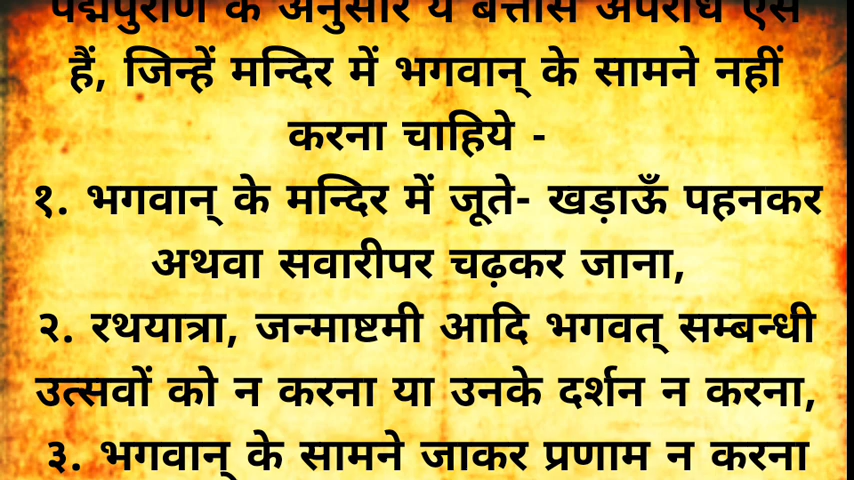 पद्मपुराण के अनुसार ये बत्तीस अपराध ऐसे
हैं, जिन्हें मन्दिर में भगवान् के सामने नहीं
करना चाहिये -
१. भगवान् के मन्दिर में जूते- खड़ाऊँ पहनकर
अथवा सवारीपर चढ़कर जाना,
२. रथयात्रा, जन्माष्टमी आदि भगवत् सम्बन्धी
उत्सवों को न करना या उनके दर्शन न करना,
३. भगवान् के सामने जाकर प्रणाम न करना